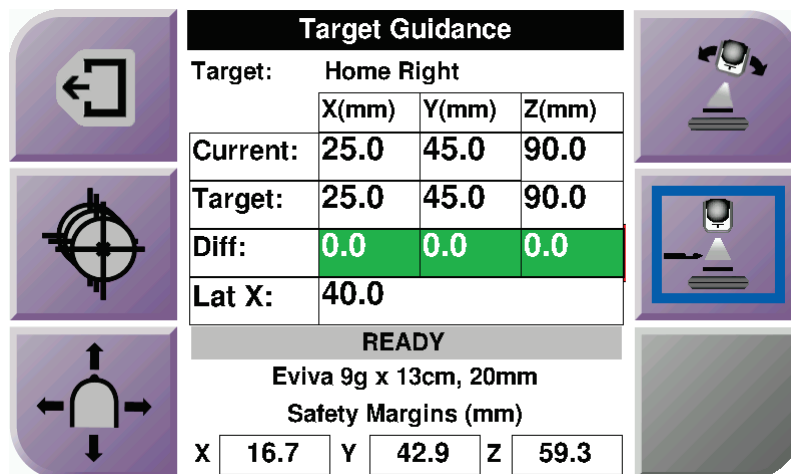 Target Guidance
Target: Home Right
X(mm) Y(mm) Z(mm)
Current: 25.0 45.0 90.0
Target: 25.0 45.0 90.0
Diff: 0.0 0.0 0.0
Lat X: 40.0
READY
Eviva 9g x 13cm, 20mm
Safety Margins (mm)
X 16.7 Y 42.9 Z 59.3